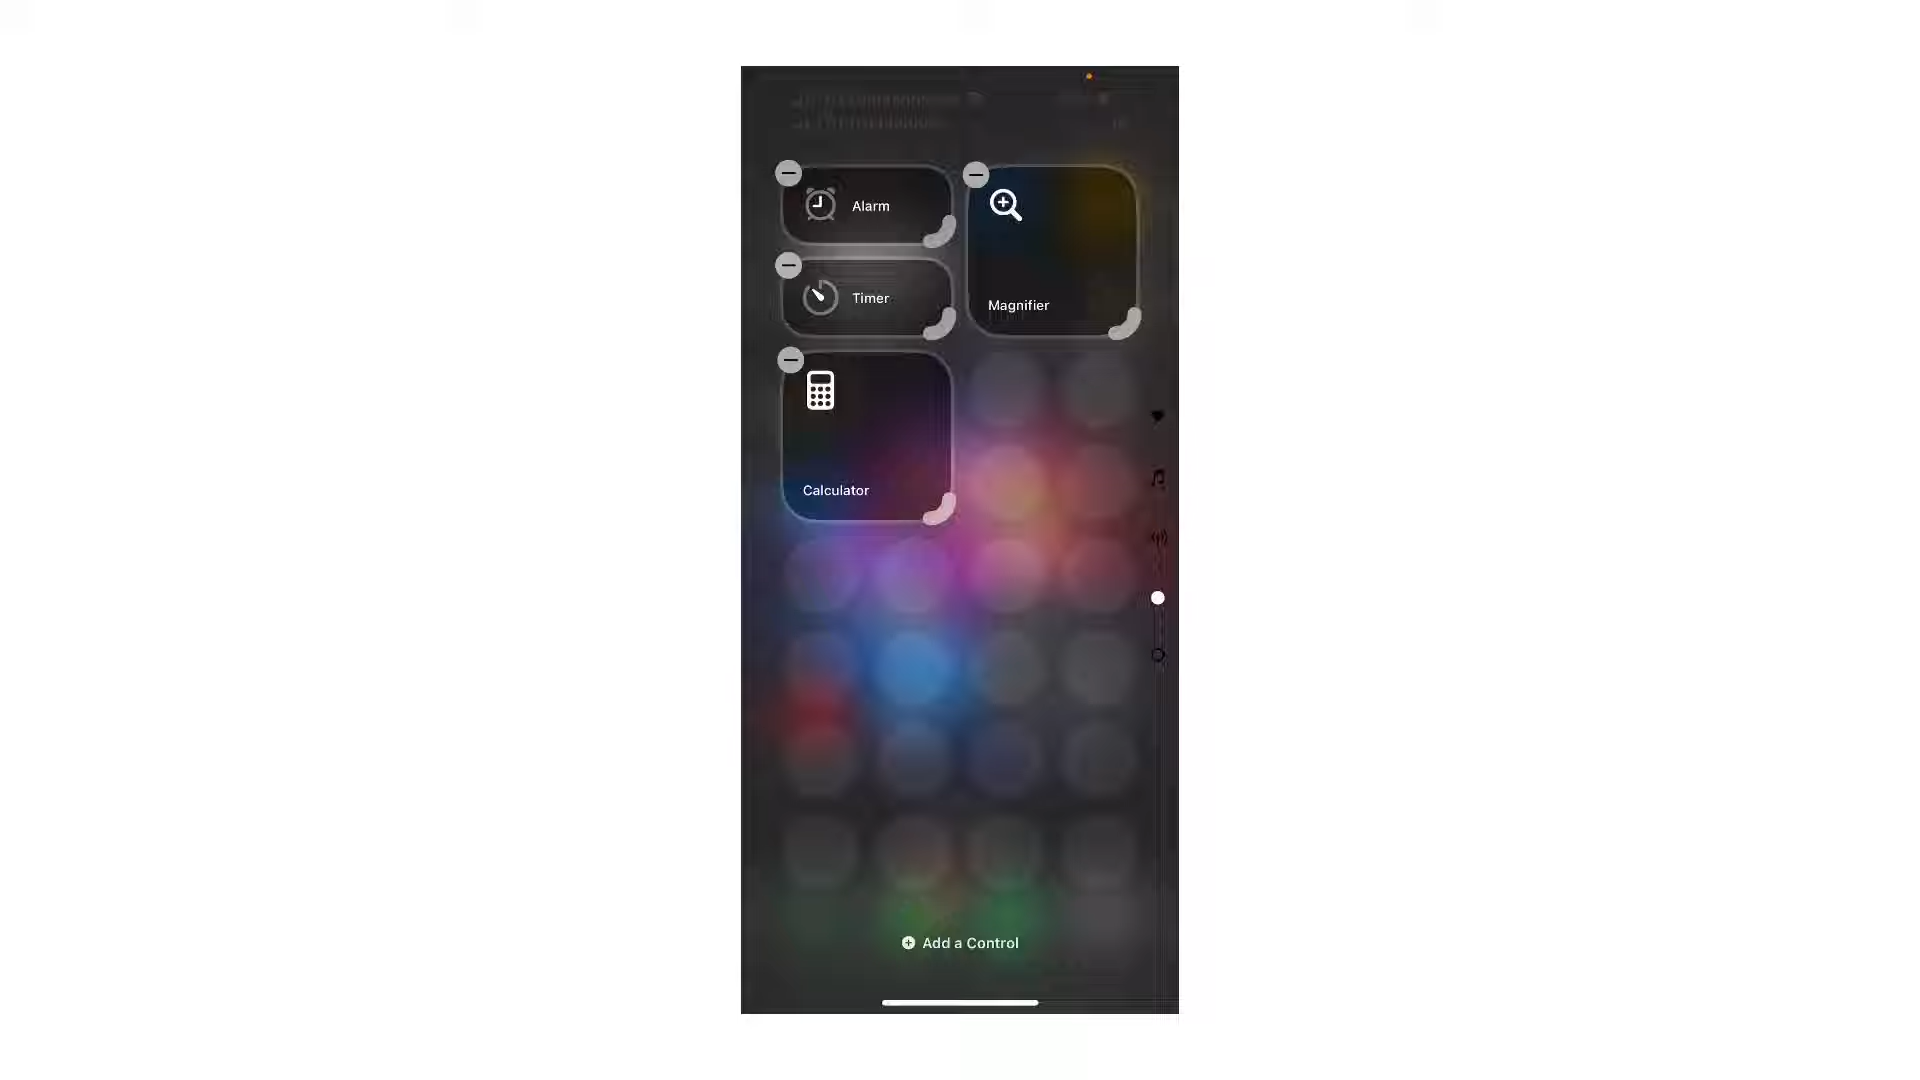 Alarm
Timer
Magnifier
Calculator
Add a Control